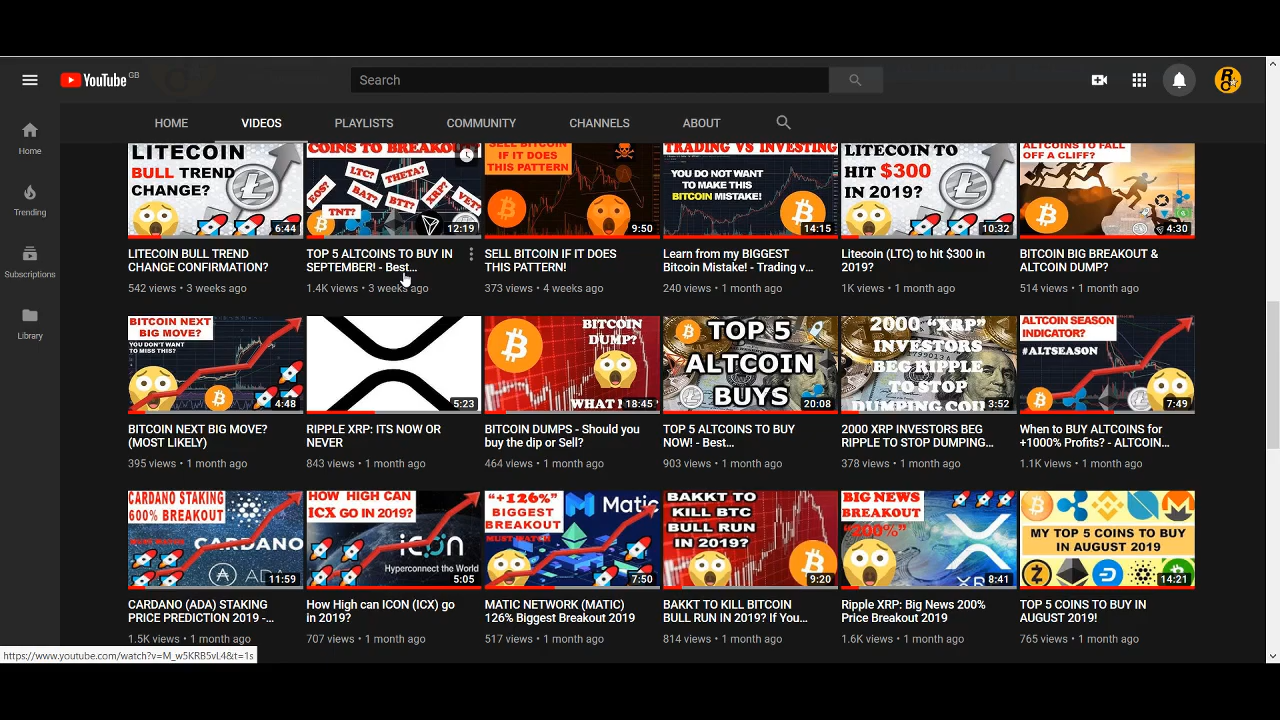 YouTube GB
Search
HOME VIDEOS PLAYLISTS COMMUNITY CHANNELS ABOUT
Home
Trending
Subscriptions
Library
LITECOIN
BULL TREND
CHANGE?
6:44
LITECOIN BULL TREND
CHANGE CONFIRMATION?
542 views • 3 weeks ago
COINS TO BREAKOUT
EOS?
LTC?
THETA?
BAT?
BTT?
XRP?
VET?
TNT?
12:19
TOP 5 ALTCOINS TO BUY IN
SEPTEMBER! - Best...
1.4K views • 3 weeks ago
SELL BITCOIN
IF IT DOES
THIS PATTERN
9:50
SELL BITCOIN IF IT DOES
THIS PATTERN!
373 views • 4 weeks ago
TRADING VS INVESTING
YOU DO NOT WANT
TO MAKE THIS
BITCOIN MISTAKE!
14:15
Learn from my BIGGEST
Bitcoin Mistake! - Trading v...
240 views • 1 month ago
LITECOIN TO
HIT $300
IN 2019?
10:32
Litecoin (LTC) to hit $300 in
2019?
1K views • 1 month ago
ALTCOINS TO FALL
OFF A CLIFF?
4:30
BITCOIN BIG BREAKOUT &
ALTCOIN DUMP?
514 views • 1 month ago
BITCOIN NEXT
BIG MOVE?
YOU DON'T WANT TO
MISS THIS?
4:48
BITCOIN NEXT BIG MOVE?
(MOST LIKELY)
395 views • 1 month ago
5:23
RIPPLE XRP: ITS NOW OR
NEVER
843 views • 1 month ago
BITCOIN
DUMP?
18:45
BITCOIN DUMPS - Should you
buy the dip or Sell?
464 views • 1 month ago
TOP 5
ALTCOIN
BUYS
20:08
TOP 5 ALTCOINS TO BUY
NOW! - Best...
903 views • 1 month ago
2000 "XRP"
INVESTORS
BEG RIPPLE
TO STOP
DUMPING COIN
3:52
2000 XRP INVESTORS BEG
RIPPLE TO STOP DUMPING...
378 views • 1 month ago
ALTCOIN SEASON
INDICATOR?
#ALTSEASON
7:49
When to BUY ALTCOINS for
+1000% Profits? - ALTCOIN...
1.1K views • 1 month ago
CARDANO STAKING
600% BREAKOUT
MUST WATCH
CARDANO
ADA
11:59
CARDANO (ADA) STAKING
PRICE PREDICTION 2019 -...
1.5K views • 1 month ago
HOW HIGH CAN
ICX GO IN 2019?
icon
Hyperconnect the World
5:05
How High can ICON (ICX) go
in 2019?
707 views • 1 month ago
"+126%"
BIGGEST
BREAKOUT
MUST WATCH
Matic
7:50
MATIC NETWORK (MATIC)
126% Biggest Breakout 2019
517 views • 1 month ago
BAKKT TO
KILL BTC
BULL RUN
IN 2019?
9:20
BAKKT TO KILL BITCOIN
BULL RUN IN 2019? If You...
814 views • 1 month ago
BIG NEWS
BREAKOUT
"200%"
8:41
Ripple XRP: Big News 200%
Price Breakout 2019
1.6K views • 1 month ago
MY TOP 5 COINS TO BUY
IN AUGUST 2019
14:21
TOP 5 COINS TO BUY IN
AUGUST 2019!
765 views • 1 month ago
https://www.youtube.com/watch?v=M_w5KRB5vL4&t=1s